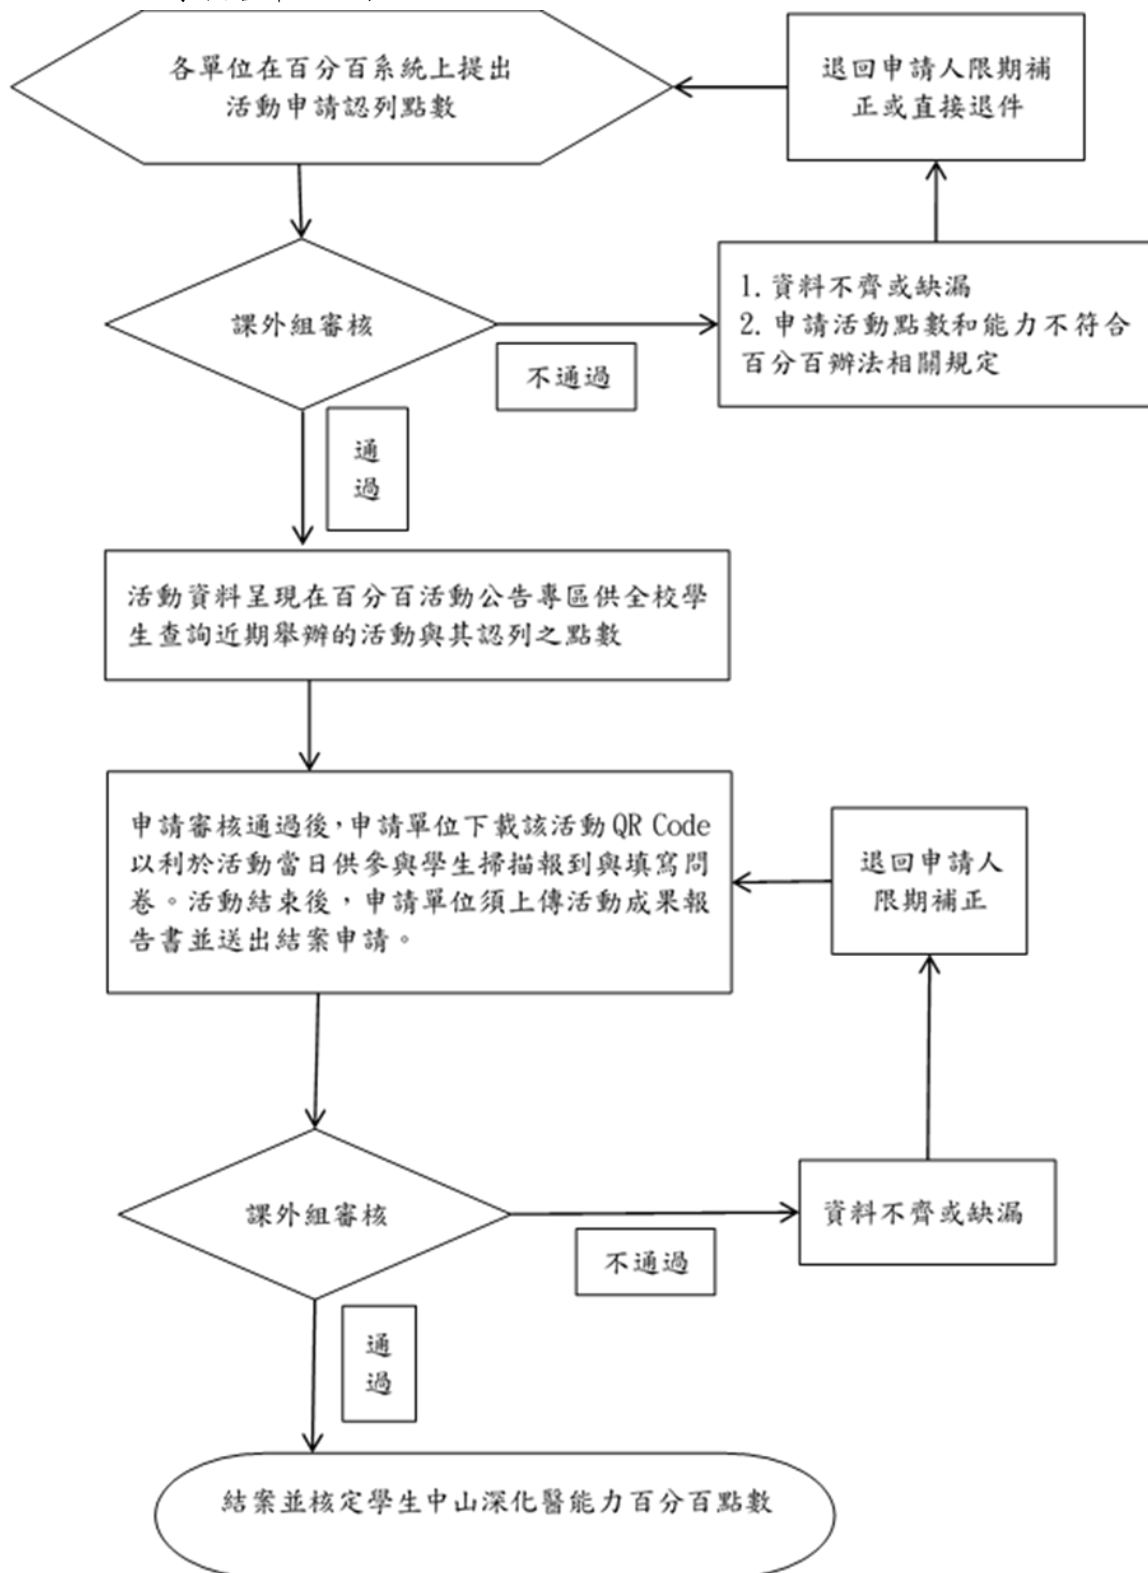 各單位在百分百系統上提出
活動申請認列點數
退回申請人限期補
正或直接退件
課外組審核
不通過
1. 資料不齊或缺漏
2. 申請活動點數和能力不符合
百分百辦法相關規定
通
過
活動資料呈現在百分百活動公告專區供全校學
生查詢近期舉辦的活動與其認列之點數
申請審核通過後,申請單位下載該活動 QR Code
以利於活動當日供參與學生掃描報到與填寫問
卷。活動結束後,申請單位須上傳活動成果報
告書並送出結案申請。
退回申請人
限期補正
課外組審核
不通過
資料不齊或缺漏
通
過
結案並核定學生中山深化醫能力百分百點數